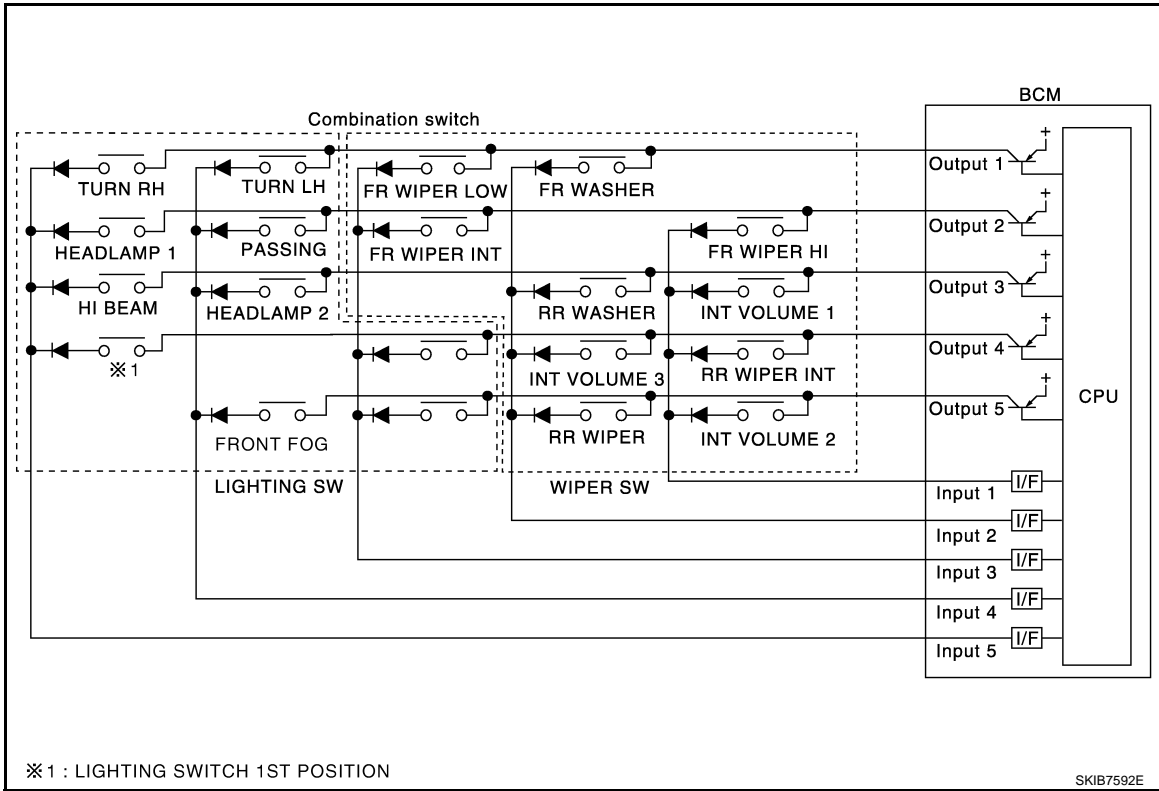 BCM
Combination switch
Output 1
TURN RH
TURN LH
FR WIPER LOW
FR WASHER
Output 2
HEADLAMP 1
PASSING
FR WIPER INT
FR WIPER HI
Output 3
HI BEAM
HEADLAMP 2
RR WASHER
INT VOLUME 1
Output 4
※1
INT VOLUME 3
RR WIPER INT
CPU
Output 5
FRONT FOG
RR WIPER
INT VOLUME 2
LIGHTING SW
WIPER SW
I/F
Input 1
I/F
Input 2
I/F
Input 3
I/F
Input 4
I/F
Input 5
+
+
+
+
+
※1 : LIGHTING SWITCH 1ST POSITION
SKIB7592E